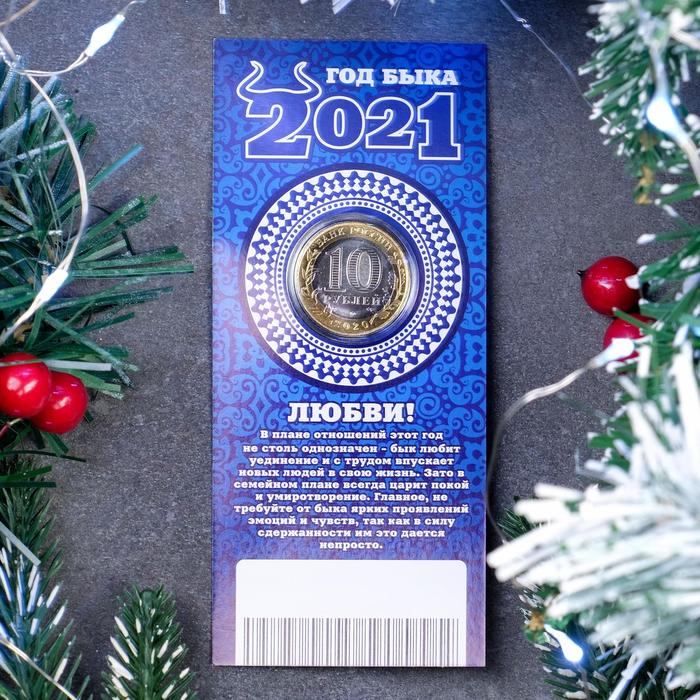 ГОД БЫКА
2021
БАНК РОССИИ
10
РУБЛЕЙ
2020
ЛЮБВИ!
В плане отношений этот год
не столь однозначен - бык любит
уединение и с трудом впускает
новых людей в свою жизнь. Зато в
семейном плане всегда царит покой
и умиротворение. Главное, не
требуйте от быка ярких проявлений
эмоций и чувств, так как в силу
сдержанности им это дается
непросто.